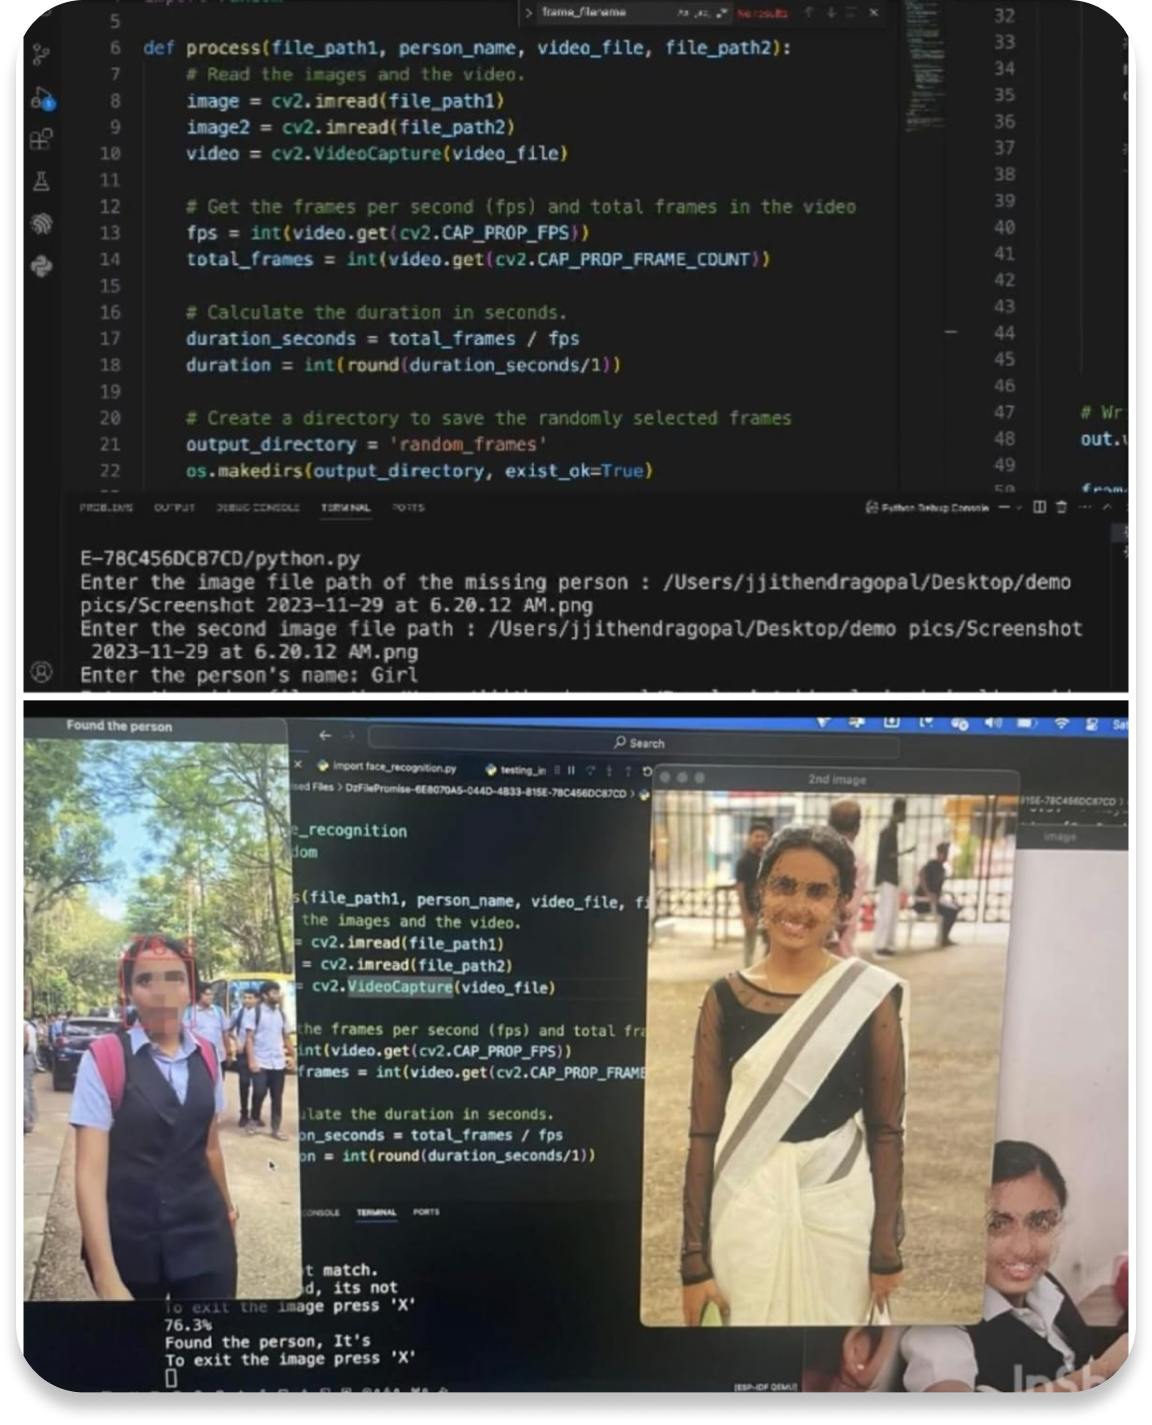 frame_filename
No results
5
6 def process(file_path1, person_name, video_file, file_path2):
7 # Read the images and the video.
8 image = cv2.imread(file_path1)
9 image2 = cv2.imread(file_path2)
10 video = cv2.VideoCapture(video_file)
11
12 # Get the frames per second (fps) and total frames in the video
13 fps = int(video.get(cv2.CAP_PROP_FPS))
14 total_frames = int(video.get(cv2.CAP_PROP_FRAME_COUNT))
15
16 # Calculate the duration in seconds.
17 duration_seconds = total_frames / fps
18 duration = int(round(duration_seconds/1))
19
20 # Create a directory to save the randomly selected frames
21 output_directory = 'random_frames'
22 os.makedirs(output_directory, exist_ok=True)
32
33
34
35
36
37
38
39
40
41
42
43
44
45
46
47 # Wr
48 out.
49
PROBLEMS OUTPUT DEBUG CONSOLE TERMINAL PORTS
Python Debug Console
E-78C456DC87CD/python.py
Enter the image file path of the missing person : /Users/jjithendragopal/Desktop/demo
pics/Screenshot 2023-11-29 at 6.20.12 AM.png
Enter the second image file path : /Users/jjithendragopal/Desktop/demo pics/Screenshot
2023-11-29 at 6.20.12 AM.png
Enter the person's name: Girl
Found the person
Search
Sat
import face_recognition.py
testing_in
sed Files > DzFilePromise-6E8070A5-044D-4B33-815E-78C456DC87CD >
2nd image
815E-78C456DC87CD >
image
e_recognition
dom
s(file_path1, person_name, video_file, fi
the images and the video.
= cv2.imread(file_path1)
= cv2.imread(file_path2)
= cv2.VideoCapture(video_file)
the frames per second (fps) and total fra
int(video.get(cv2.CAP_PROP_FPS))
frames = int(video.get(cv2.CAP_PROP_FRAME
ulate the duration in seconds.
on_seconds = total_frames / fps
on = int(round(duration_seconds/1))
CONSOLE TERMINAL PORTS
t match.
d, its not
To exit the image press 'X'
76.3%
Found the person, It's
To exit the image press 'X'
[ESP-IDF QEMU]
InSh